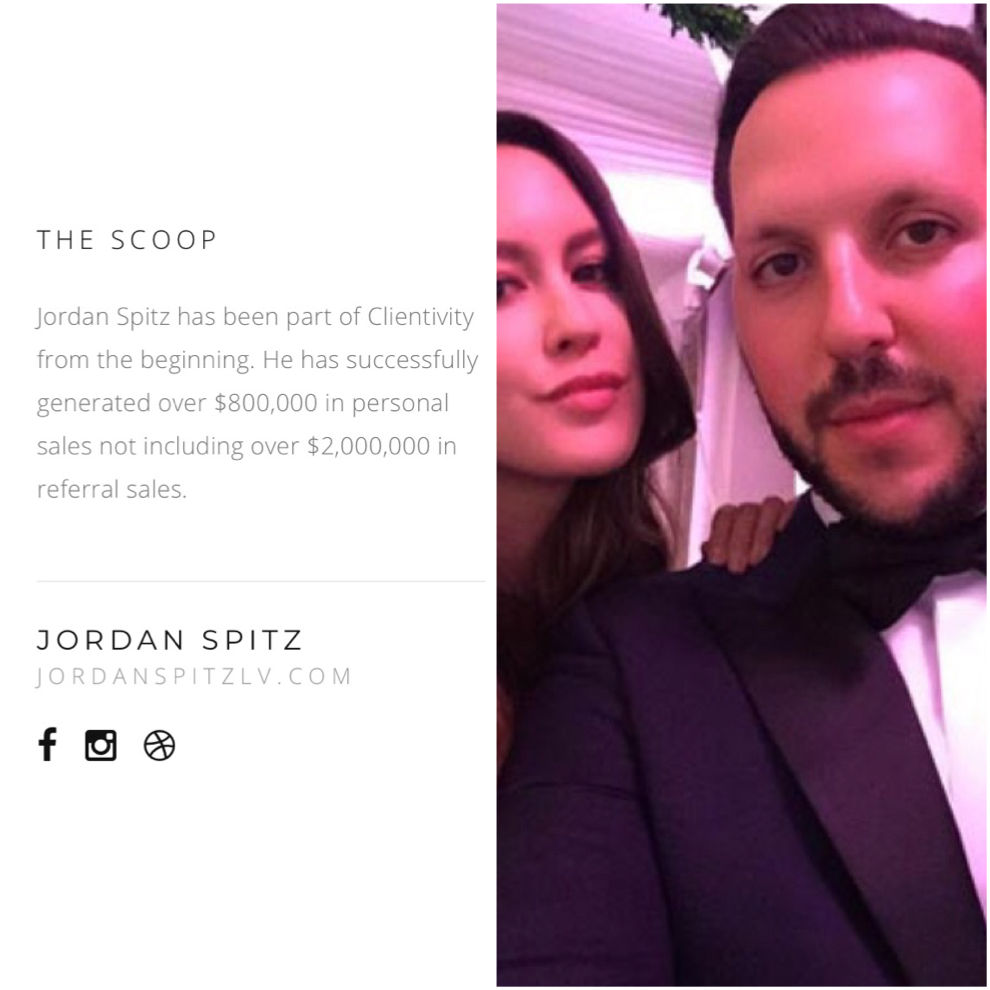 THE SCOOP
Jordan Spitz has been part of Clientivity
from the beginning. He has successfully
generated over $800,000 in personal
sales not including over $2,000,000 in
referral sales.
JORDAN SPITZ
JORDANSPITZLV.COM